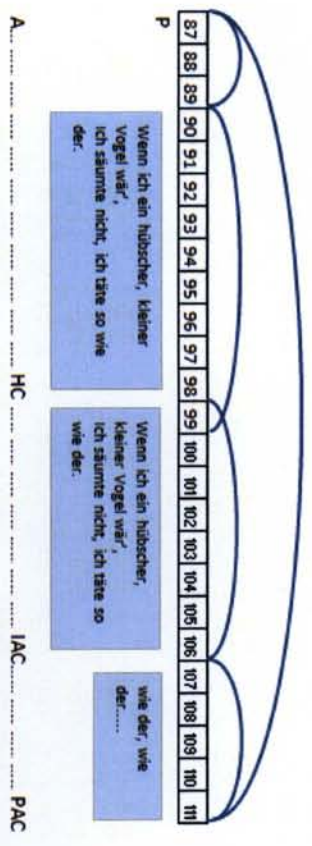 87 88 89 90 91 92 93 94 95 96 97 98 99 100 101 102 103 104 105 106 107 108 109 110 111
P
Wenn ich ein hübscher, kleiner
Vogel wär',
ich säumte nicht, ich täte so wie
der.
Wenn ich ein hübscher,
kleiner Vogel wär',
ich säumte nicht, ich täte so
wie der.
wie der, wie
der.....
A... ..... ..... ..... ..... ..... ..... ..... ..... HC ..... ..... ..... ..... ..... ..... ..... IAC..... ..... ..... ..... PAC